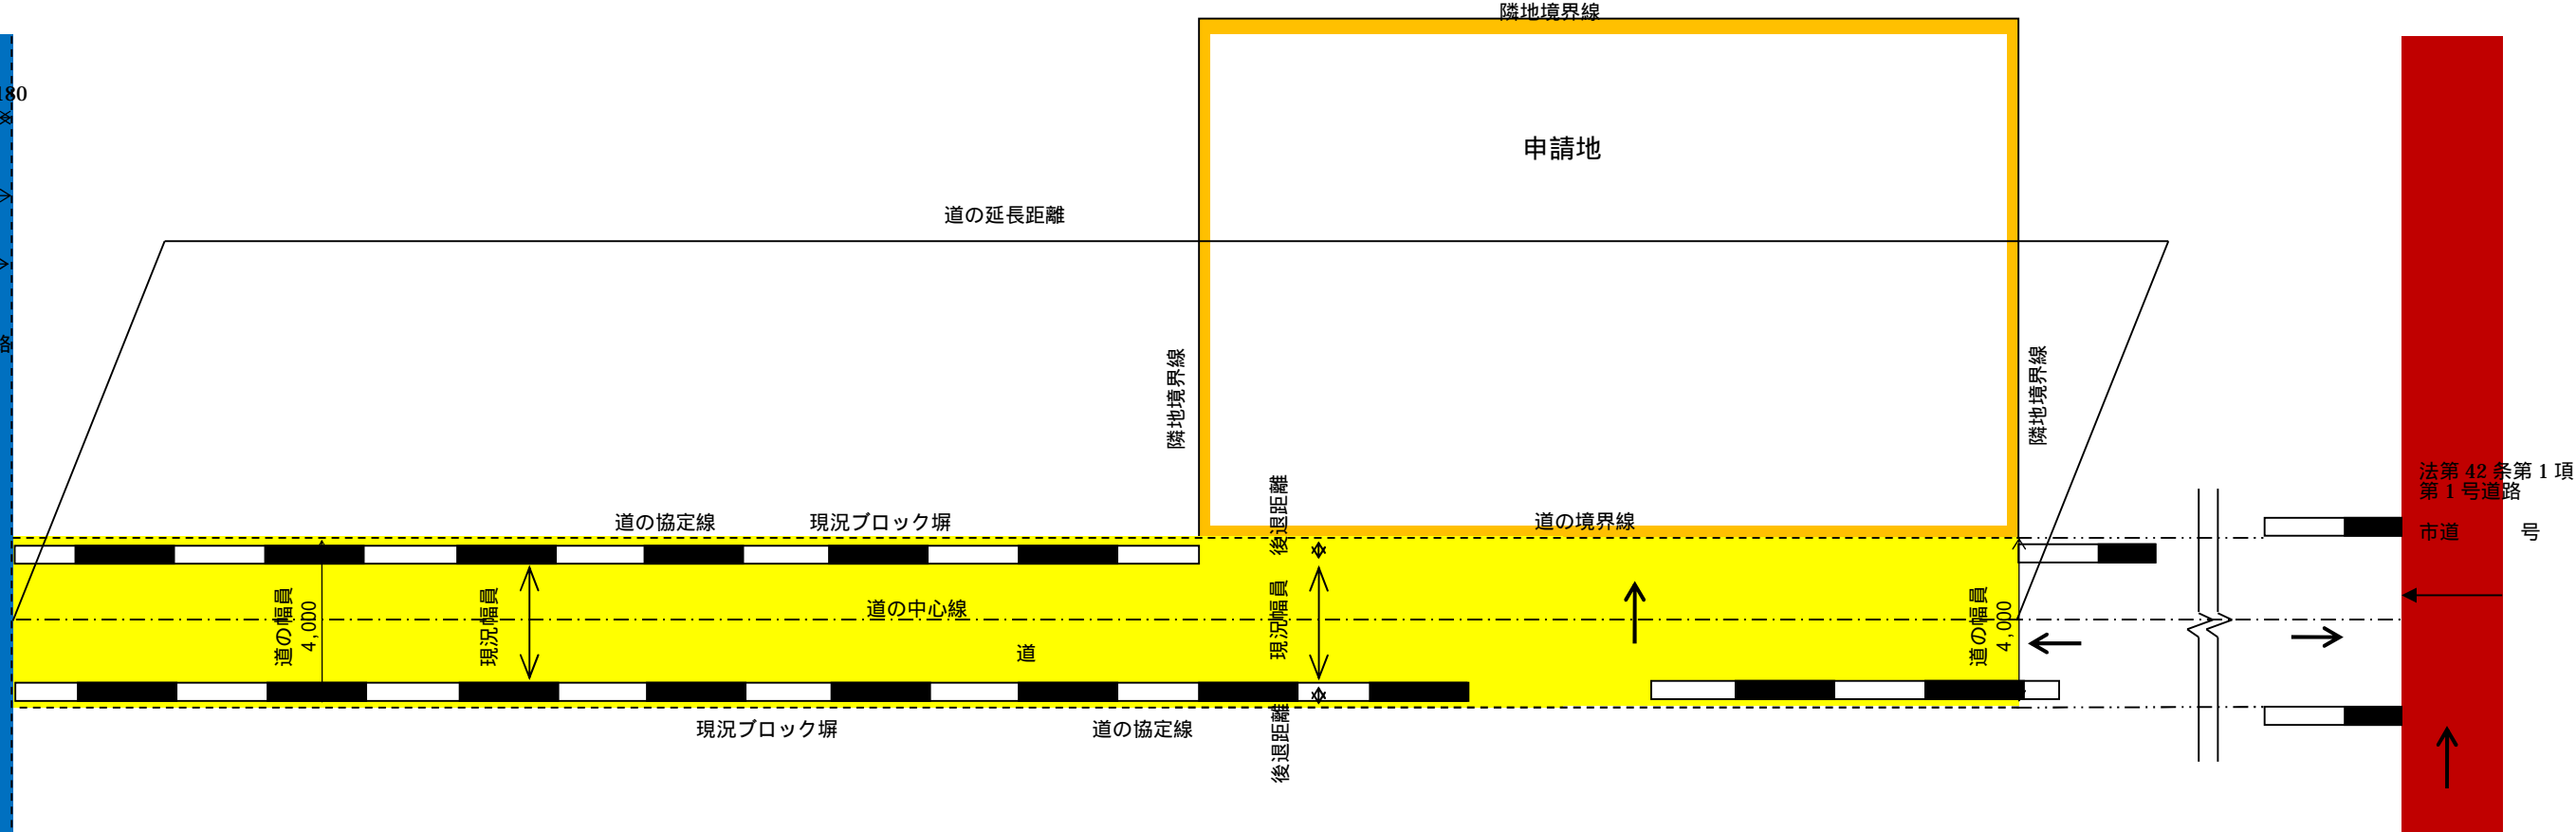 隣地境界線
180
申請地
道の延長距離
路
隣地境界線
隣地境界線
法第 42 条第 1 項
第 1 号道路
市道 号
道の協定線
現況ブロック塀
後退距離
道の境界線
道の幅員
4,000
現況幅員
道の中心線
現況幅員
道の幅員
4,000
道
現況ブロック塀
道の協定線
後退距離